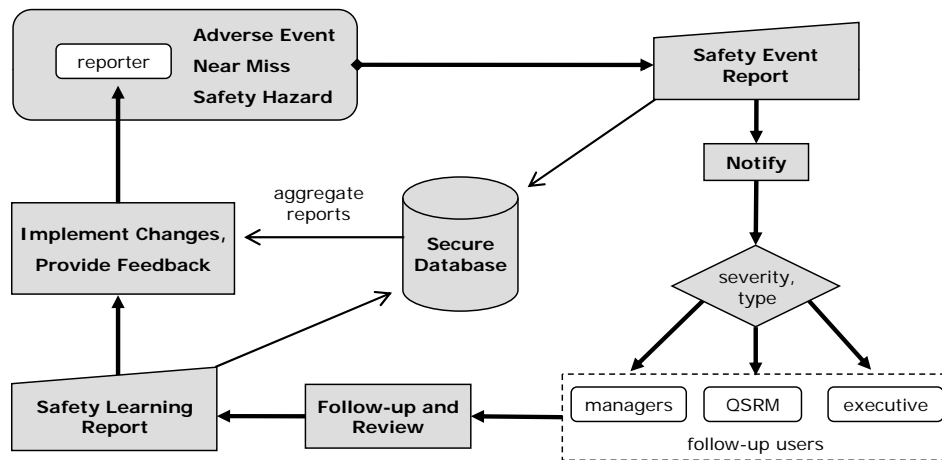 reporter
Adverse Event
Near Miss
Safety Hazard
Safety Event
Report
Notify
aggregate
reports
Implement Changes,
Provide Feedback
Secure
Database
severity,
type
Safety Learning
Report
Follow-up and
Review
managers
QSRM
executive
follow-up users